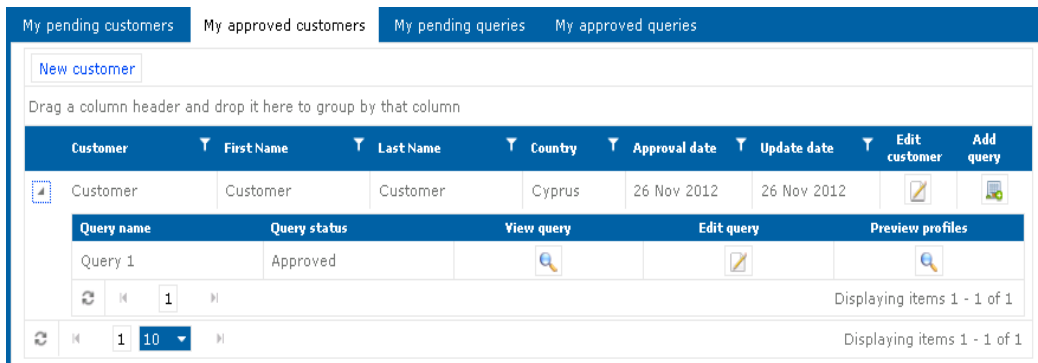 My pending customers My approved customers My pending queries My approved queries
New customer
Drag a column header and drop it here to group by that column
Customer First Name Last Name Country Approval date Update date Edit customer Add query
Customer Customer Customer Cyprus 26 Nov 2012 26 Nov 2012
Query name Query status View query Edit query Preview profiles
Query 1 Approved
1 Displaying items 1 - 1 of 1
1 10 Displaying items 1 - 1 of 1